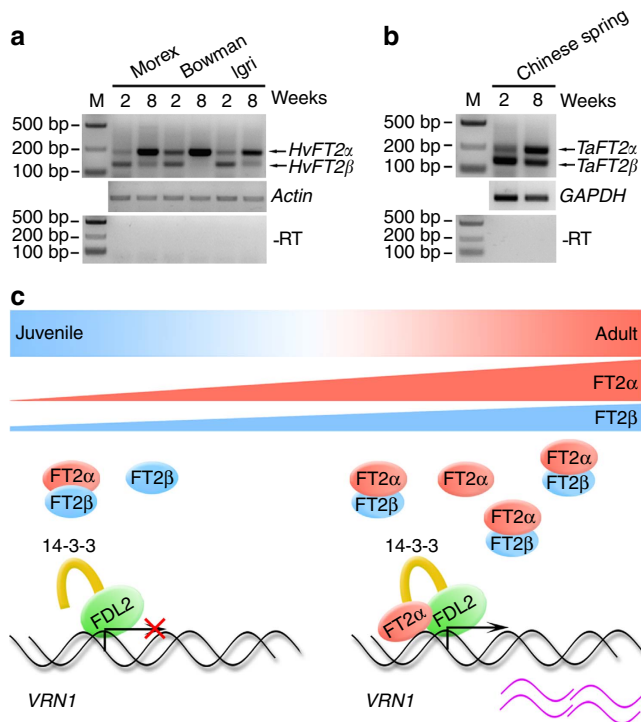 a
Morex
Bowman
Igri
M 2 8 2 8 2 8 Weeks
500 bp
200 bp
100 bp
HvFT2α
HvFT2β
Actin
500 bp
200 bp
100 bp
-RT
b
Chinese spring
M 2 8 Weeks
500 bp
200 bp
100 bp
TaFT2α
TaFT2β
GAPDH
500 bp
200 bp
100 bp
-RT
c
Juvenile
Adult
FT2α
FT2β
FT2α
FT2β
FT2β
14-3-3
FDL2
VRN1
FT2α
FT2β
FT2α
FT2α
FT2β
FT2α
FT2β
14-3-3
FT2α
FDL2
VRN1